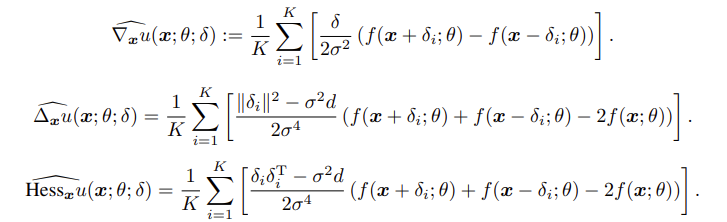 $\widehat{\nabla_{\boldsymbol{x}}} u(\boldsymbol{x};\theta;\delta) := \frac{1}{K} \sum_{i=1}^{K} \left[ \frac{\delta}{2\sigma^2} \left( f(\boldsymbol{x}+\delta_i;\theta) - f(\boldsymbol{x}-\delta_i;\theta) \right) \right].$
$\widehat{\Delta_{\boldsymbol{x}}} u(\boldsymbol{x};\theta;\delta) = \frac{1}{K} \sum_{i=1}^{K} \left[ \frac{\|\delta_i\|^2 - \sigma^2 d}{2\sigma^4} \left( f(\boldsymbol{x}+\delta_i;\theta) + f(\boldsymbol{x}-\delta_i;\theta) - 2f(\boldsymbol{x};\theta) \right) \right].$
$\widehat{\mathrm{Hess}_{\boldsymbol{x}}} u(\boldsymbol{x};\theta;\delta) = \frac{1}{K} \sum_{i=1}^{K} \left[ \frac{\delta_i \delta_i^{\mathrm{T}} - \sigma^2 d}{2\sigma^4} \left( f(\boldsymbol{x}+\delta_i;\theta) + f(\boldsymbol{x}-\delta_i;\theta) - 2f(\boldsymbol{x};\theta) \right) \right].$